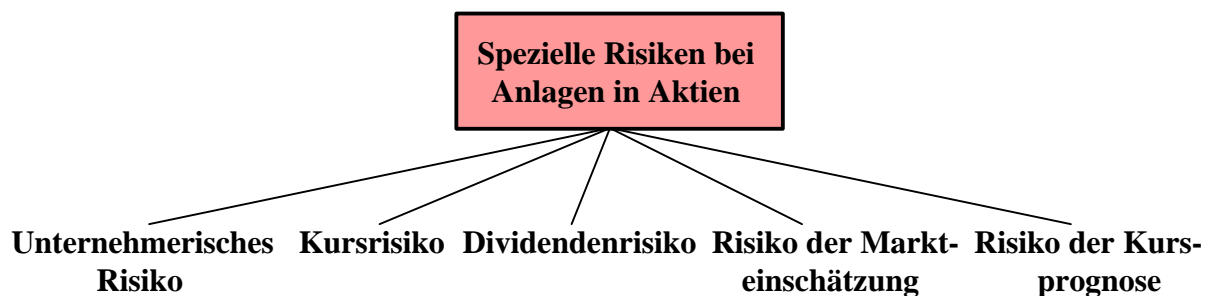 Spezielle Risiken bei
Anlagen in Aktien
Unternehmerisches
Risiko
Kursrisiko
Dividendenrisiko
Risiko der Markt-
einschätzung
Risiko der Kurs-
prognose